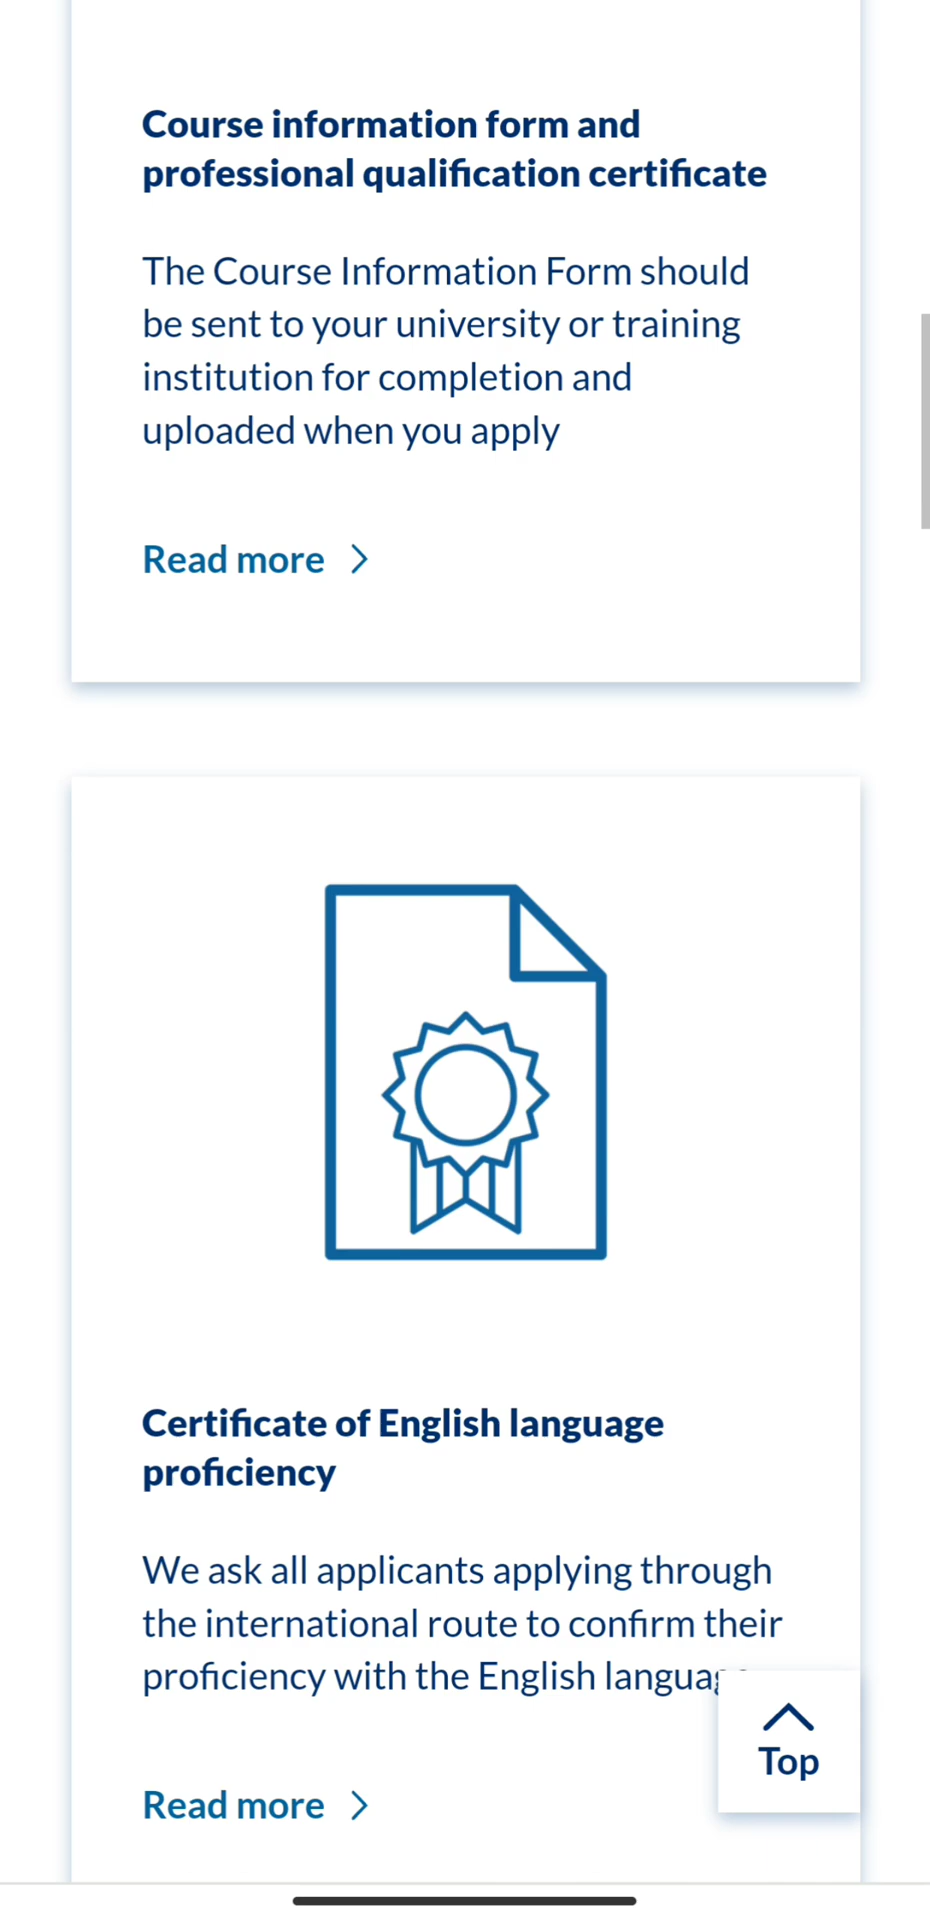 Course information form and
professional qualification certificate
The Course Information Form should
be sent to your university or training
institution for completion and
uploaded when you apply
Read more
Certificate of English language
proficiency
We ask all applicants applying through
the international route to confirm their
proficiency with the English
Read more
Top